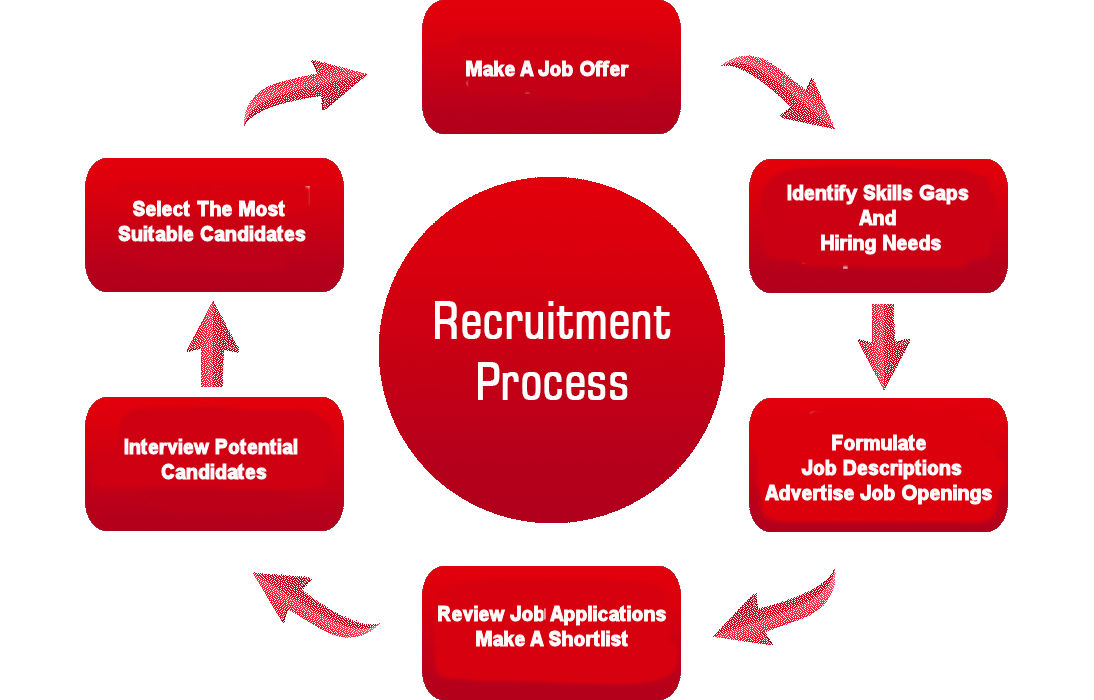 Make A Job Offer
Identify Skills Gaps
And
Hiring Needs
Formulate
Job Descriptions
Advertise Job Openings
Review Job Applications
Make A Shortlist
Interview Potential
Candidates
Select The Most
Suitable Candidates
Recruitment
Process